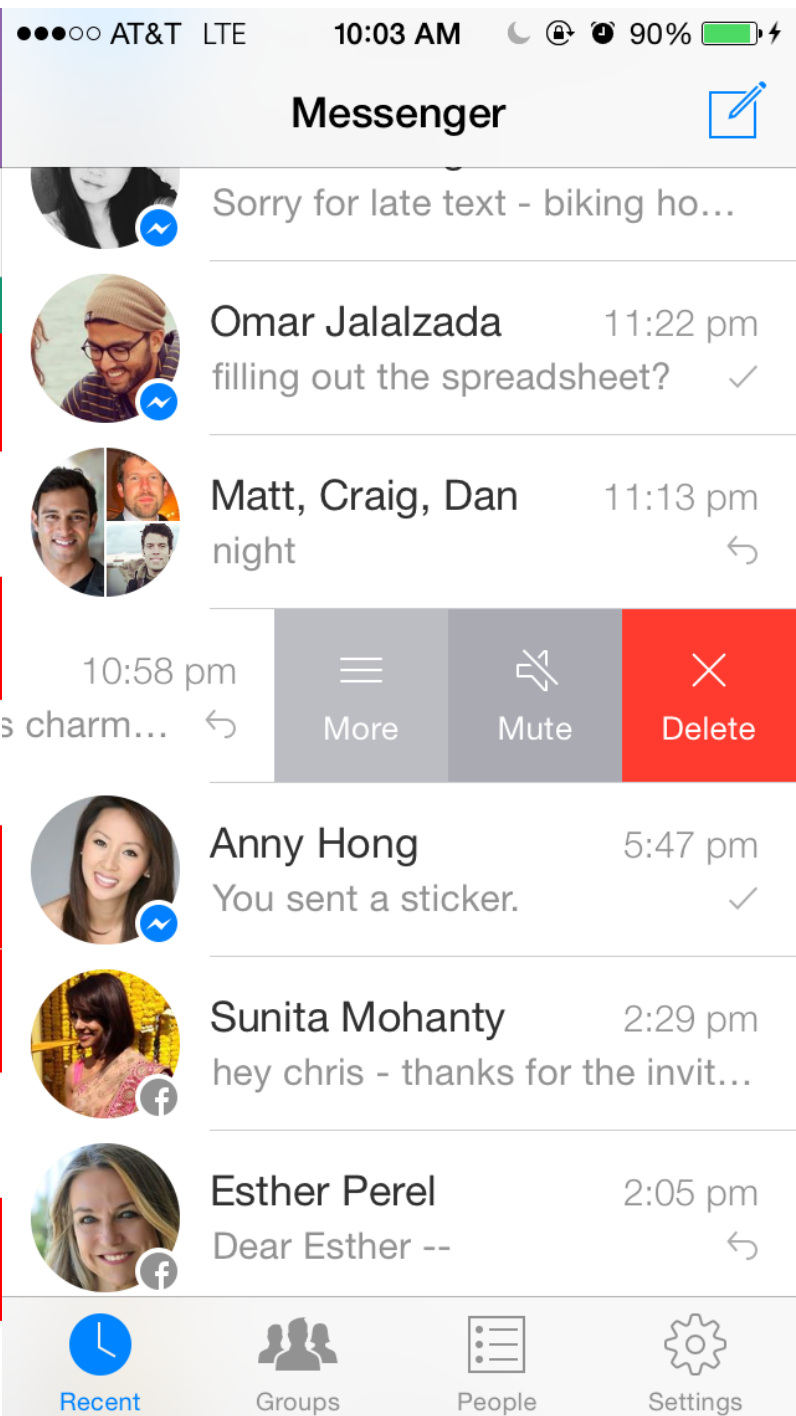 AT&T LTE 10:03 AM 90%
Messenger
Sorry for late text - biking ho...
Omar Jalalzada 11:22 pm
filling out the spreadsheet?
Matt, Craig, Dan 11:13 pm
night
10:58 pm
s charm...
More Mute Delete
Anny Hong 5:47 pm
You sent a sticker.
Sunita Mohanty 2:29 pm
hey chris - thanks for the invit...
Esther Perel 2:05 pm
Dear Esther --
Recent Groups People Settings